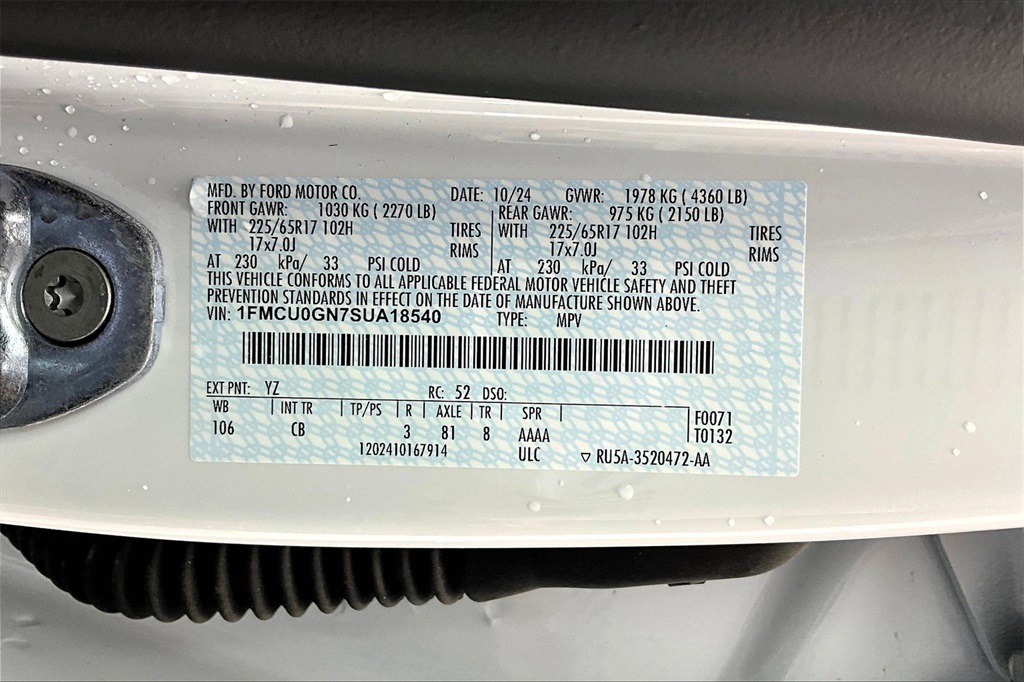 MFD. BY FORD MOTOR CO. DATE: 10/24 GVWR: 1978 KG ( 4360 LB)
FRONT GAWR: 1030 KG ( 2270 LB) REAR GAWR: 975 KG ( 2150 LB)
WITH 225/65R17 102H TIRES WITH 225/65R17 102H TIRES
17x7.0J RIMS 17x7.0J RIMS
AT 230 kPa/ 33 PSI COLD AT 230 kPa/ 33 PSI COLD
THIS VEHICLE CONFORMS TO ALL APPLICABLE FEDERAL MOTOR VEHICLE SAFETY AND THEFT
PREVENTION STANDARDS IN EFFECT ON THE DATE OF MANUFACTURE SHOWN ABOVE.
VIN: 1FMCU0GN7SUA18540 TYPE: MPV
EXT PNT: YZ RC: 52 DSO:
WB INT TR TP/PS R AXLE TR SPR F0071
106 CB 3 81 8 AAAA T0132
1202410167914 ULC ▽ RU5A-3520472-AA